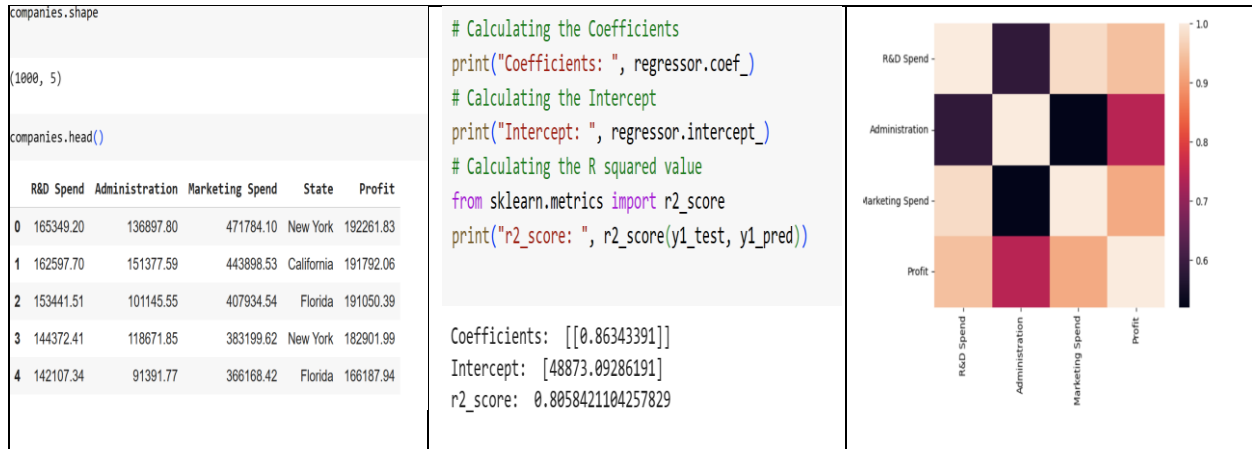 companies.shape
(1000, 5)
companies.head()
R&D Spend Administration Marketing Spend State Profit
0 165349.20 136897.80 471784.10 New York 192261.83
1 162597.70 151377.59 443898.53 California 191792.06
2 153441.51 101145.55 407934.54 Florida 191050.39
3 144372.41 118671.85 383199.62 New York 182901.99
4 142107.34 91391.77 366168.42 Florida 166187.94
# Calculating the Coefficients
print("Coefficients: ", regressor.coef_)
# Calculating the Intercept
print("Intercept: ", regressor.intercept_)
# Calculating the R squared value
from sklearn.metrics import r2_score
print("r2_score: ", r2_score(y1_test, y1_pred))
Coefficients: [[0.86343391]]
Intercept: [48873.09286191]
r2_score: 0.8058421104257829
R&D Spend
Administration
Marketing Spend
Profit
R&D Spend
Administration
Marketing Spend
Profit
1.0
0.9
0.8
0.7
0.6